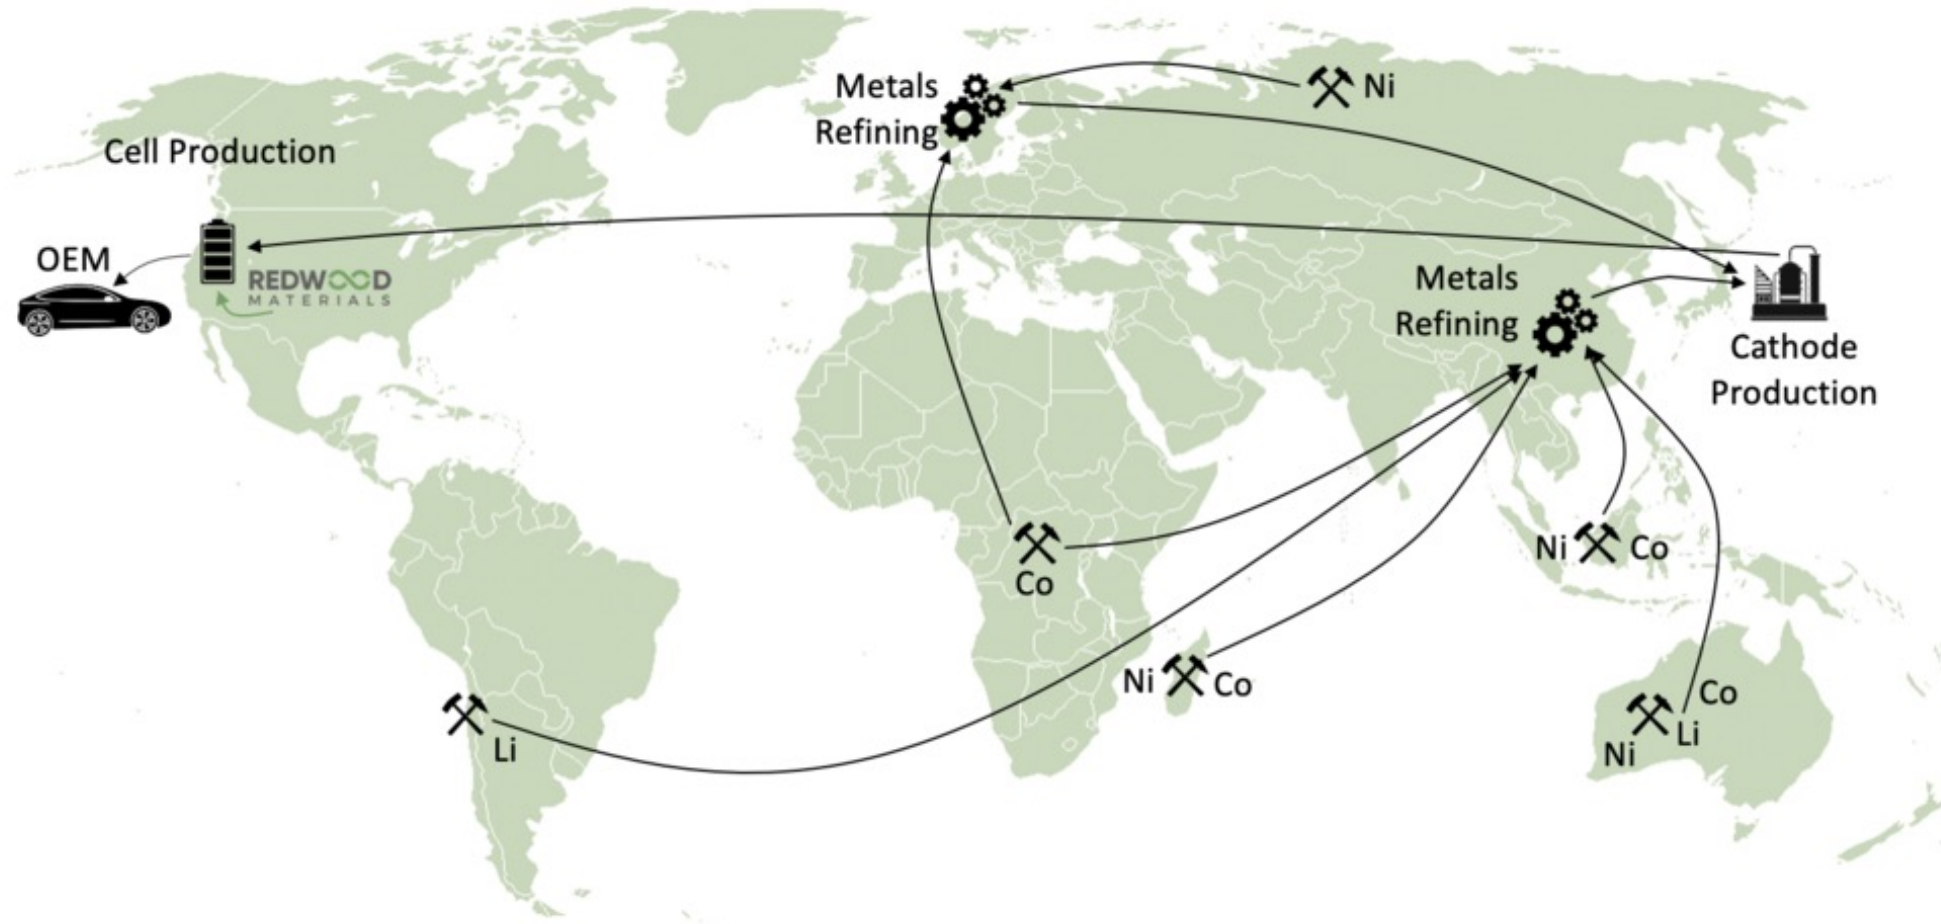 Metals
Refining
Ni
Cell Production
OEM
REDWOOD
MATERIALS
Metals
Refining
Cathode
Production
Co
Ni
Co
Ni
Co
Li
Co
Li
Ni